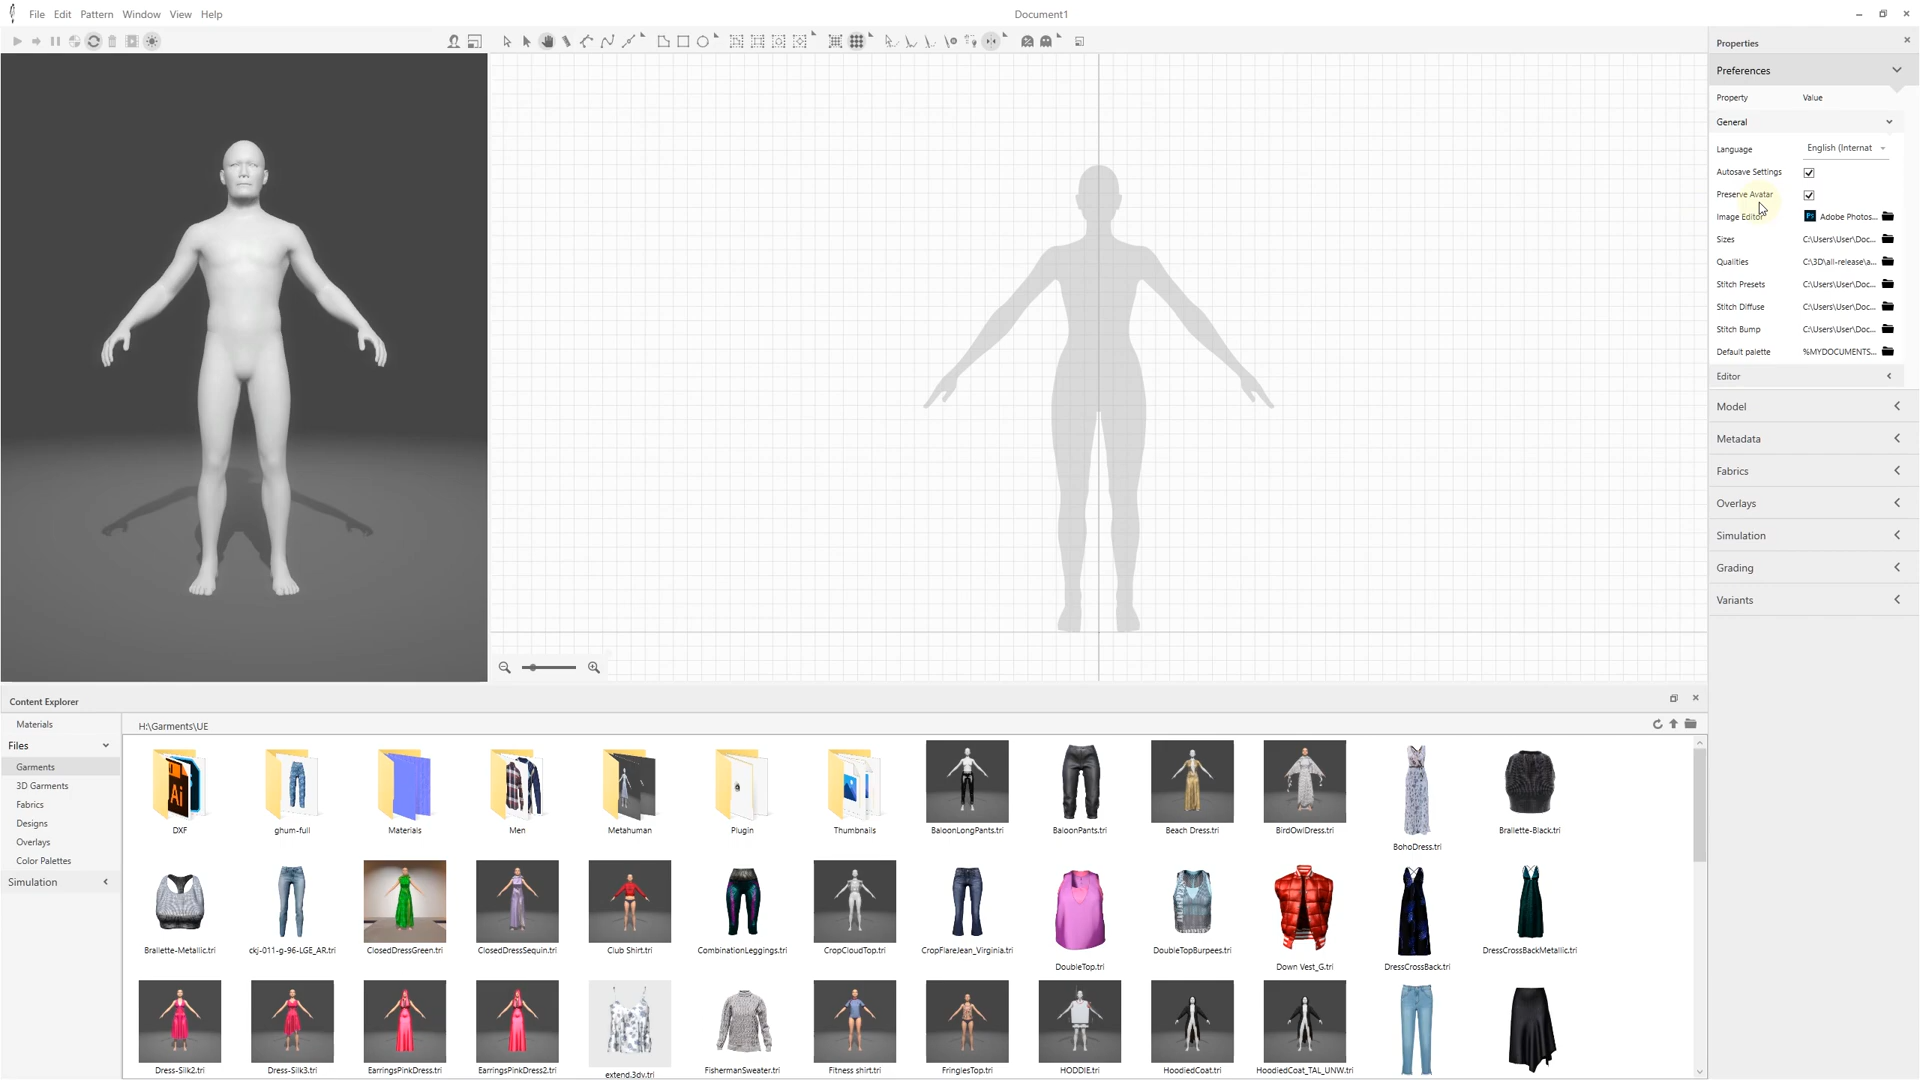 File Edit Pattern Window View Help
Document1
Properties
Preferences
Property Value
General
Language English (Internat
Autosave Settings
Preserve Avatar
Image Editor Ps Adobe Photos...
Sizes C:\Users\User\Doc...
Qualities C:\3D\all-release\a...
Stitch Presets C:\Users\User\Doc...
Stitch Diffuse C:\Users\User\Doc...
Stitch Bump C:\Users\User\Doc...
Default palette %MYDOCUMENTS...
Editor
Model
Metadata
Fabrics
Overlays
Simulation
Grading
Variants
Content Explorer
Materials
Files
Garments
3D Garments
Fabrics
Designs
Overlays
Color Palettes
Simulation
H:\Garments\UE
Ai
DXF ghum-full Materials Men Metahuman Plugin Thumbnails BaloonLongPants.tri BaloonPants.tri Beach Dress.tri BirdOwlDress.tri BohoDress.tri Brallette-Black.tri
Brallette-Metallic.tri ckj-011-g-96-LGE_AR.tri ClosedDressGreen.tri ClosedDressSequin.tri Club Shirt.tri CombinationLeggings.tri CropCloudTop.tri CropFlareJean_Virginia.tri DoubleTop.tri DoubleTopBurpees.tri Down Vest_G.tri DressCrossBack.tri DressCrossBackMetallic.tri
Dress-Silk2.tri Dress-Silk3.tri EarringsPinkDress.tri EarringsPinkDress2.tri extend.3dv.tri FishermanSweater.tri Fitness shirt.tri FringiesTop.tri HODDIE.tri HoodiedCoat.tri HoodiedCoat_TAL_UNW.tri